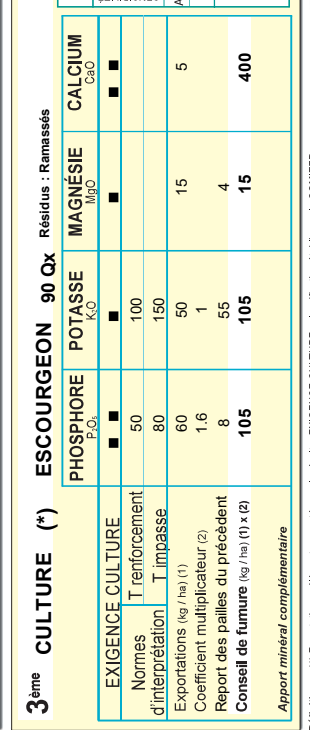 3ème CULTURE (*) ESCOURGEON 90 Qx Résidus : Ramassés
PHOSPHORE POTASSE MAGNÉSIE CALCIUM
P₂O₅ K₂O MgO CaO
EXIGENCE CULTURE ■ ■ ■ ■ ■ ■
Normes T renforcement 50 100
d'interprétation T impasse 80 150
Exportations (kg / ha) (1) 60 50 15 5
Coefficient multiplicateur (2) 1.6 1
Report des pailles du précédent 8 55 4
Conseil de fumure (kg / ha) (1) x (2) 105 105 15 400
Apport minéral complémentaire